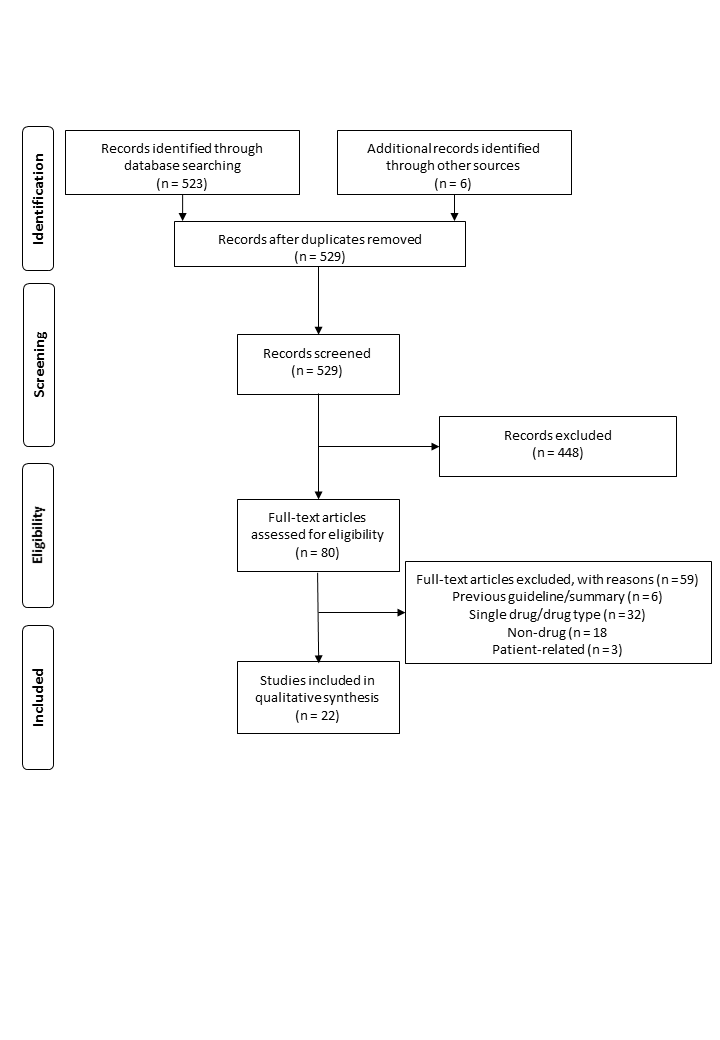 Identification
Records identified through
database searching
(n = 523)
Additional records identified
through other sources
(n = 6)
Records after duplicates removed
(n = 529)
Screening
Records screened
(n = 529)
Records excluded
(n = 448)
Eligibility
Full-text articles
assessed for eligibility
(n = 80)
Full-text articles excluded, with reasons (n = 59)
Previous guideline/summary (n = 6)
Single drug/drug type (n = 32)
Non-drug (n = 18
Patient-related (n = 3)
Included
Studies included in
qualitative synthesis
(n = 22)